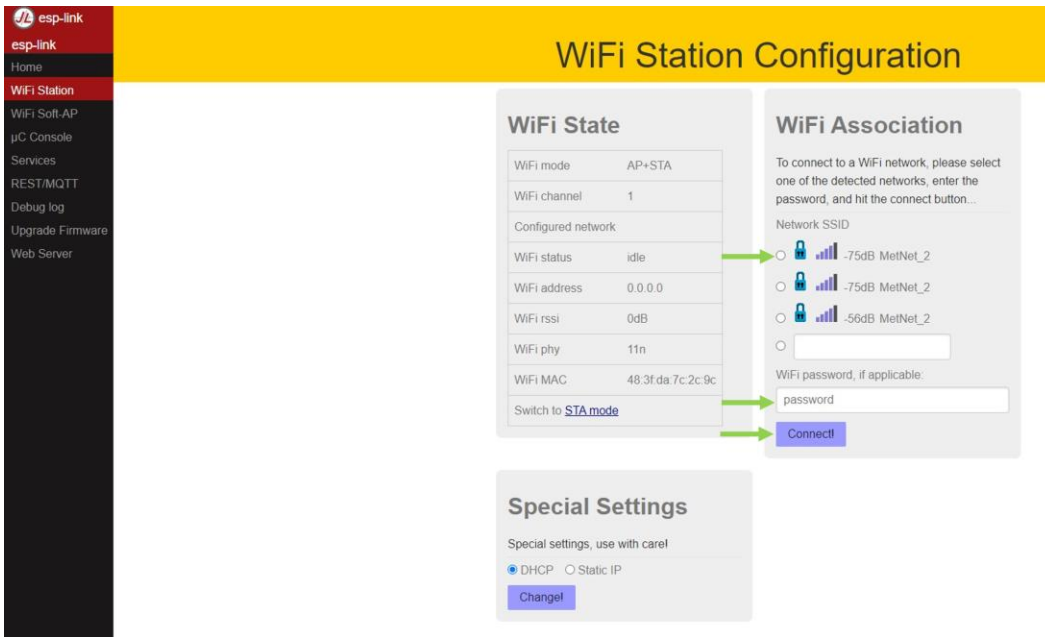 JL esp-link
esp-link
Home
WiFi Station
WiFi Soft-AP
µC Console
Services
REST/MQTT
Debug log
Upgrade Firmware
Web Server
WiFi Station Configuration
WiFi State
WiFi mode AP+STA
WiFi channel 1
Configured network
WiFi status idle
WiFi address 0.0.0.0
WiFi rssi 0dB
WiFi phy 11n
WiFi MAC 48:3f:da:7c:2c:9c
Switch to STA mode
WiFi Association
To connect to a WiFi network, please select
one of the detected networks, enter the
password, and hit the connect button...
Network SSID
-75dB MetNet_2
-75dB MetNet_2
-56dB MetNet_2
WiFi password, if applicable:
password
Connect!
Special Settings
Special settings, use with care!
DHCP Static IP
Change!